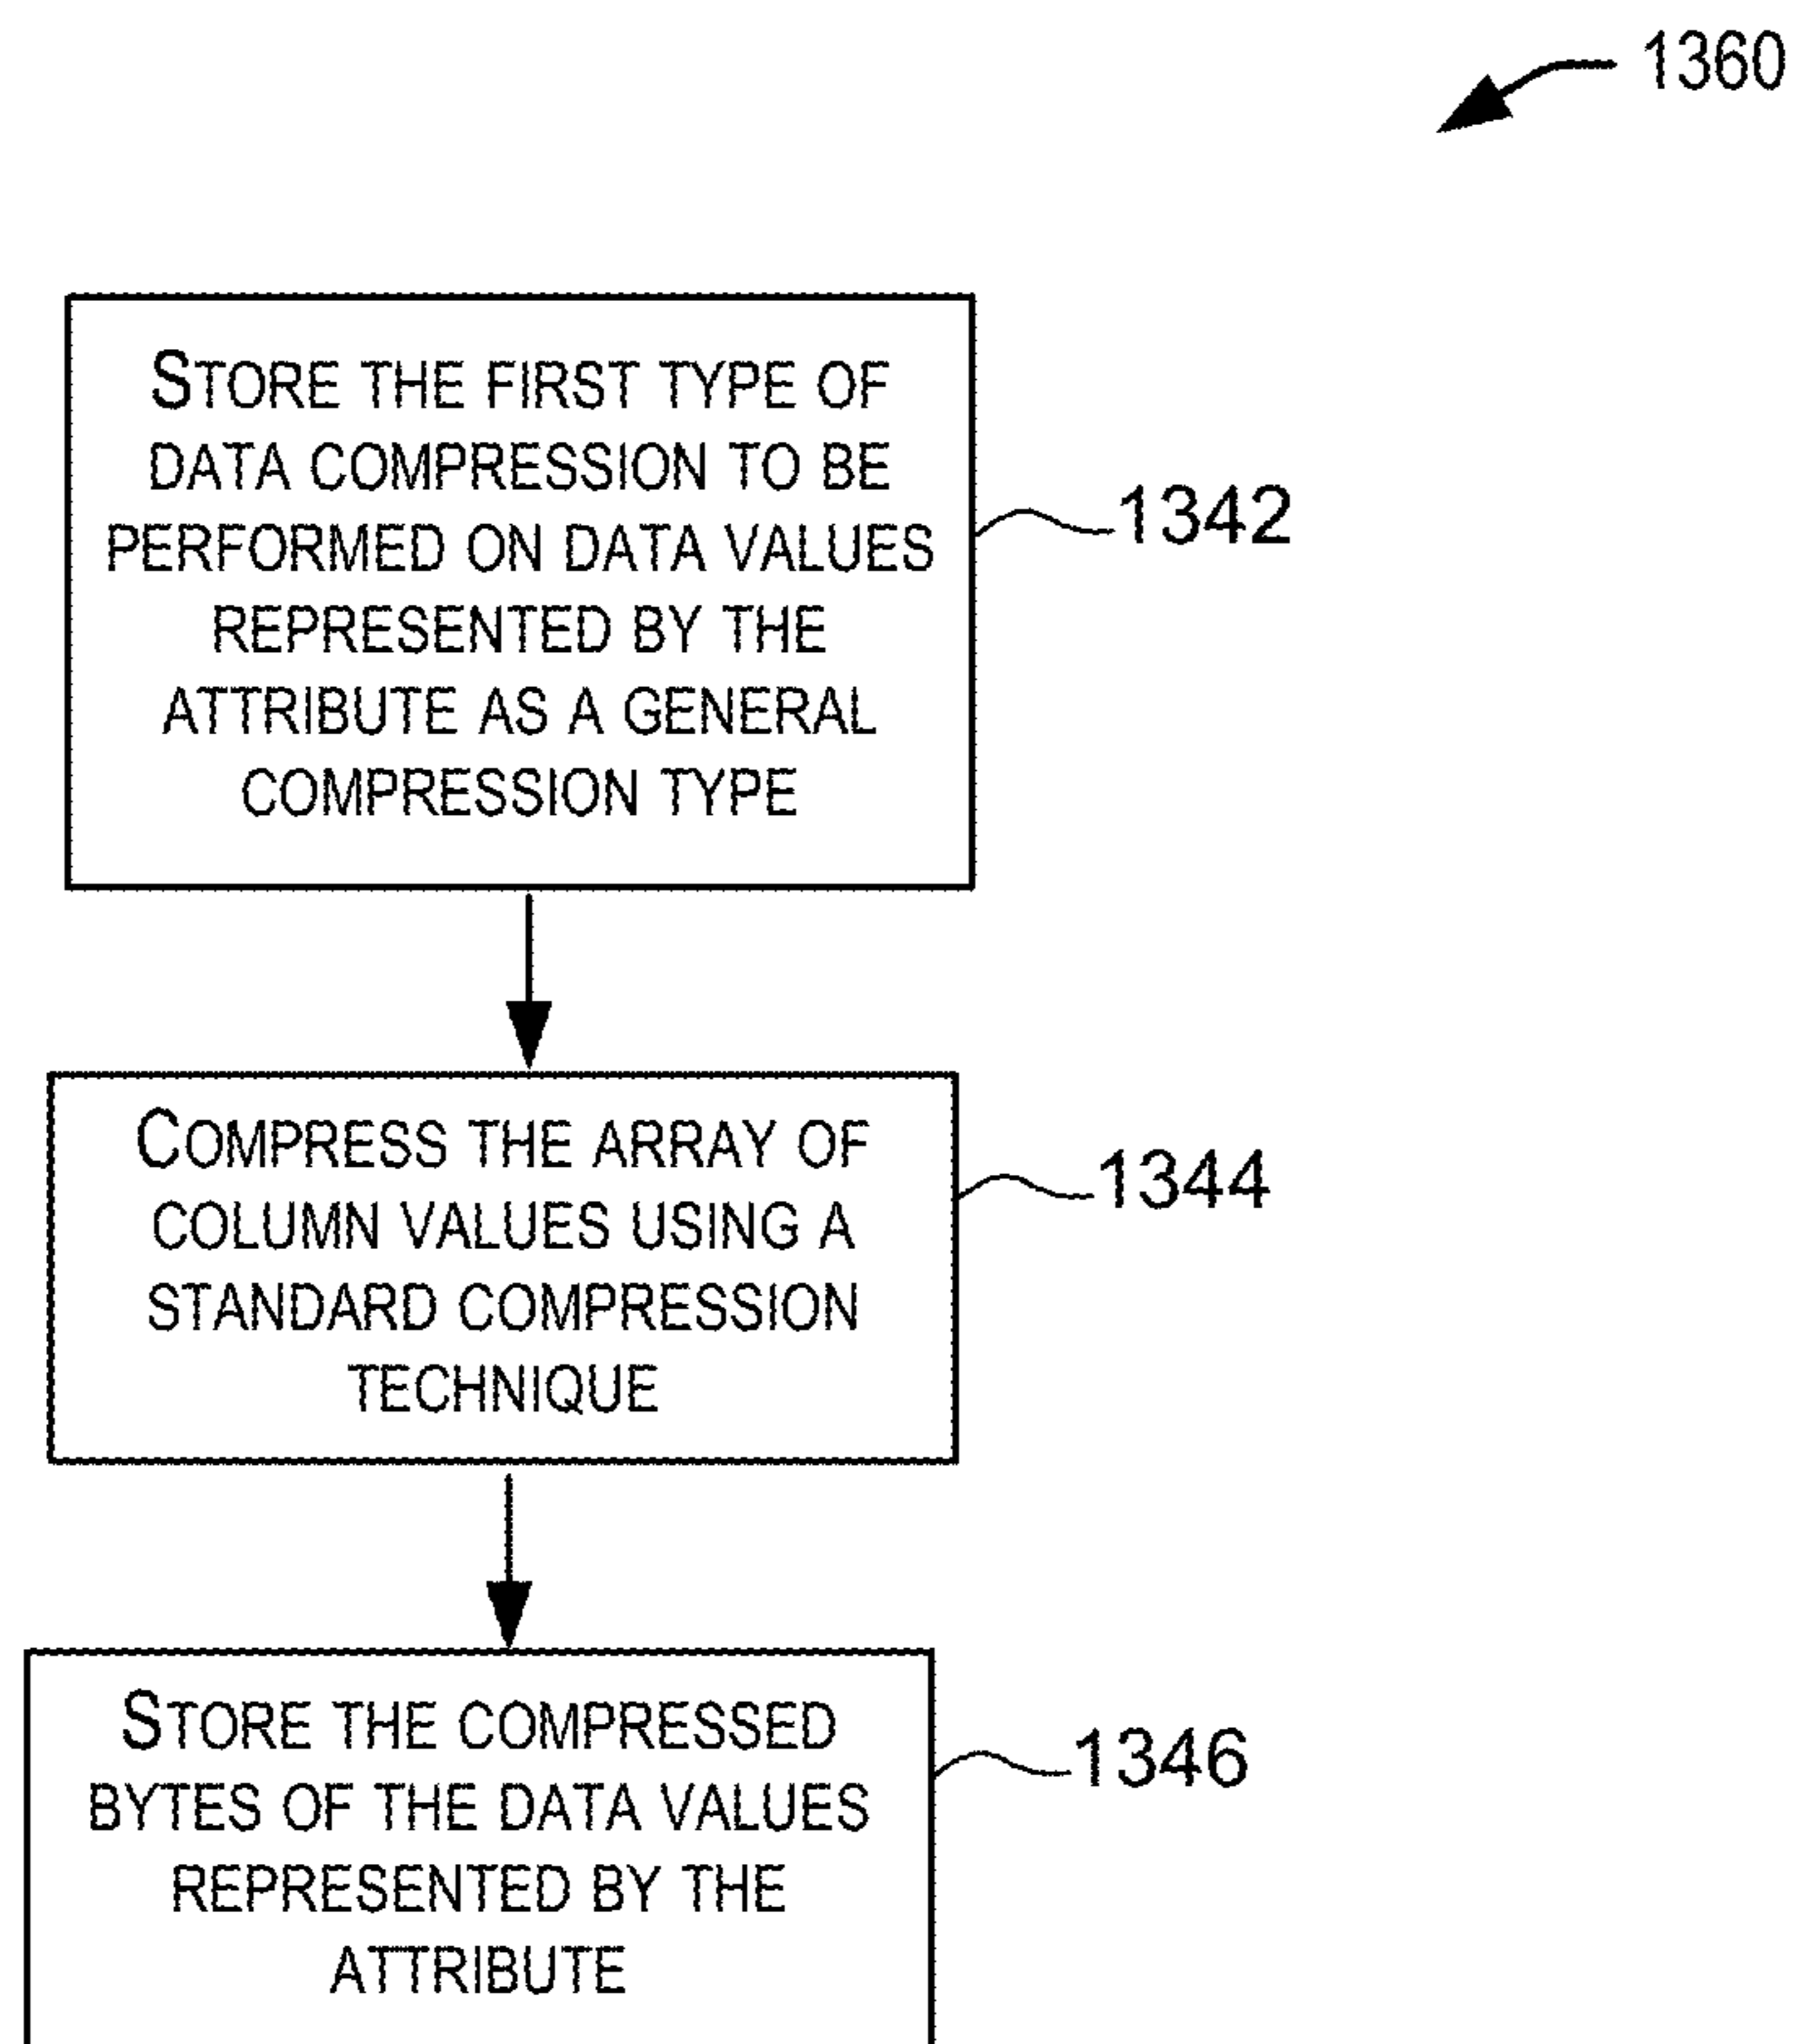 1360
STORE THE FIRST TYPE OF
DATA COMPRESSION TO BE
PERFORMED ON DATA VALUES
REPRESENTED BY THE
ATTRIBUTE AS A GENERAL
COMPRESSION TYPE
1342
COMPRESS THE ARRAY OF
COLUMN VALUES USING A
STANDARD COMPRESSION
TECHNIQUE
1344
STORE THE COMPRESSED
BYTES OF THE DATA VALUES
REPRESENTED BY THE
ATTRIBUTE
1346